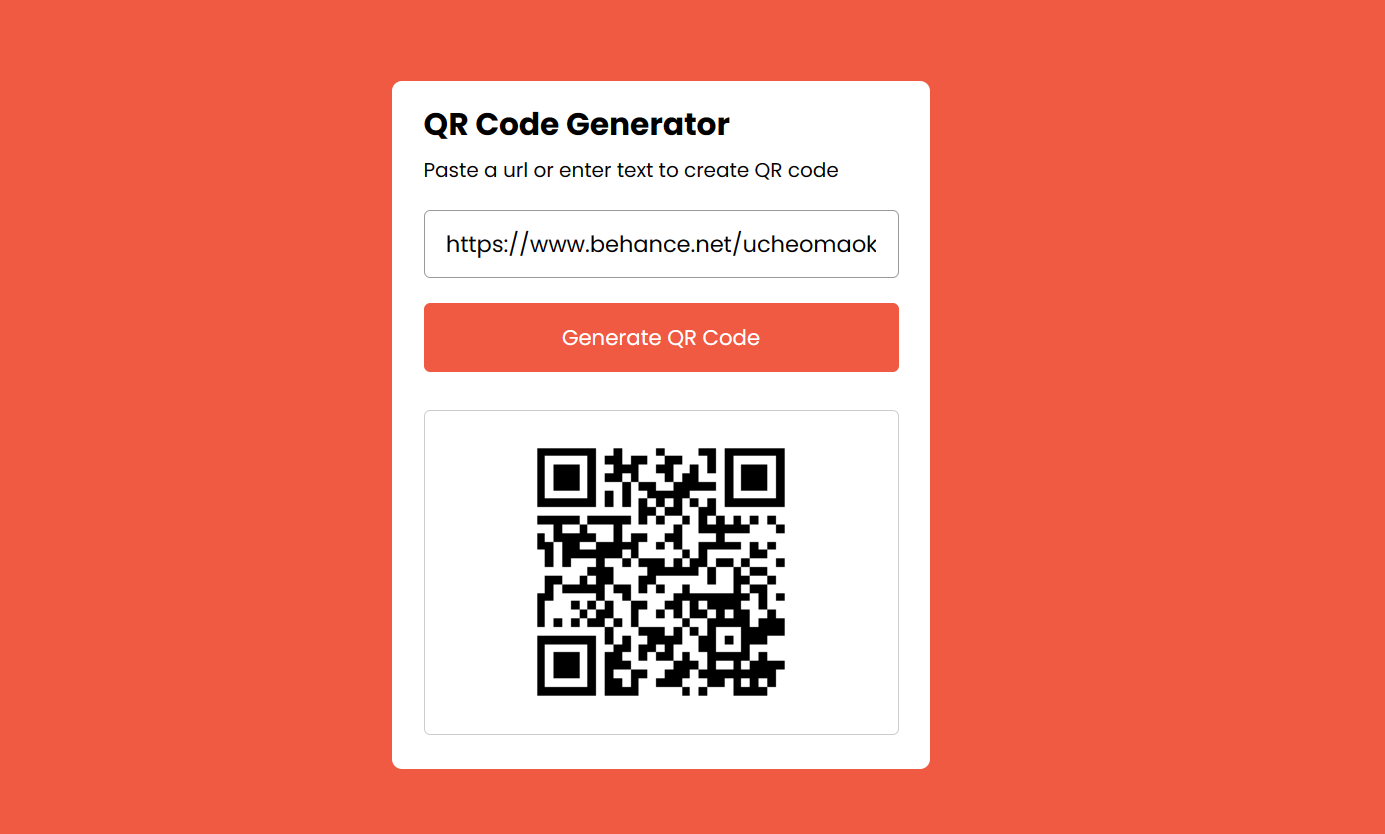 QR Code Generator
Paste a url or enter text to create QR code
https://www.behance.net/ucheomaok
Generate QR Code